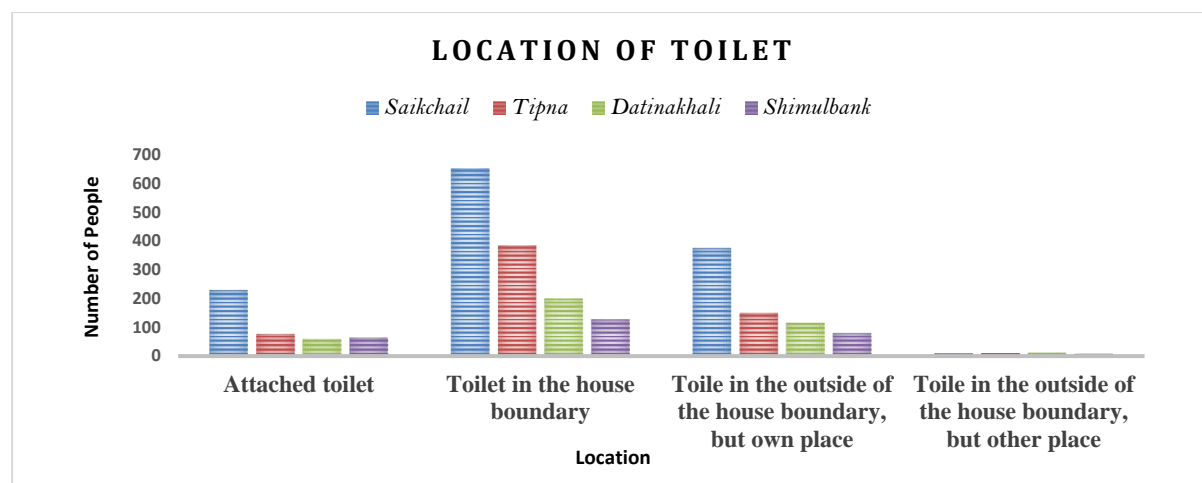 LOCATION OF TOILET
Saikchail Tipna Datinakhali Shimulbank
Number of People
700
600
500
400
300
200
100
0
Attached toilet
Toilet in the house
boundary
Toile in the outside of
the house boundary,
but own place
Toile in the outside of
the house boundary,
but other place
Location